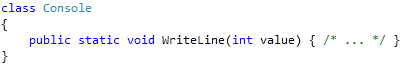 class Console
{
    public static void WriteLine(int value) { /* ... */ }
}